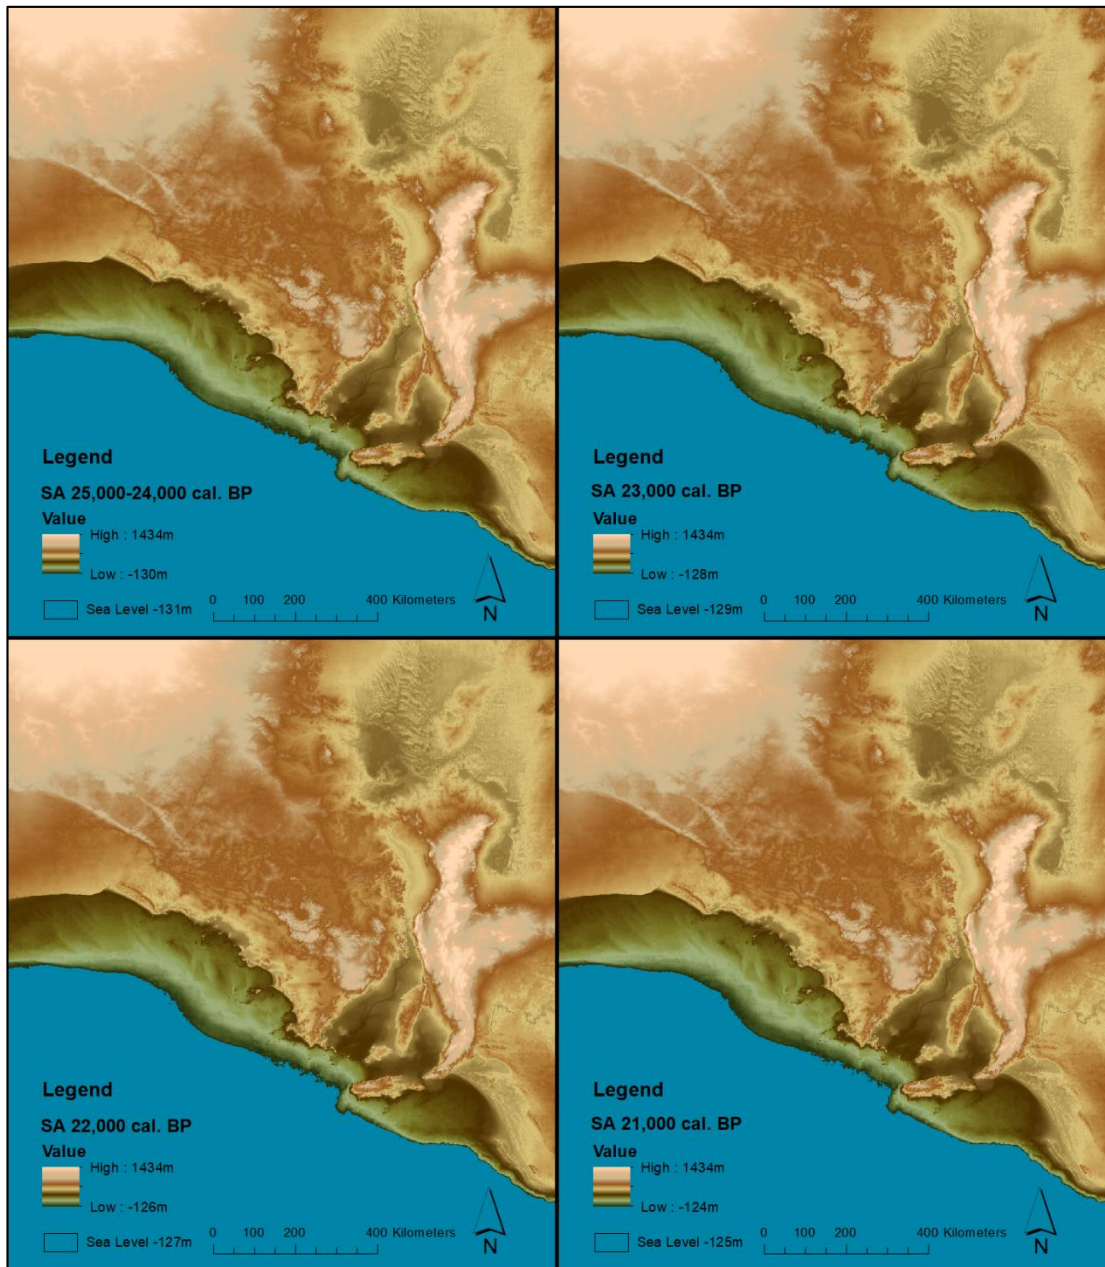 Legend
SA 25,000-24,000 cal. BP
Value
High : 1434m
Low : -130m
Sea Level -131m
0 100 200 400 Kilometers
N
Legend
SA 23,000 cal. BP
Value
High : 1434m
Low : -128m
Sea Level -129m
0 100 200 400 Kilometers
N
Legend
SA 22,000 cal. BP
Value
High : 1434m
Low : -126m
Sea Level -127m
0 100 200 400 Kilometers
N
Legend
SA 21,000 cal. BP
Value
High : 1434m
Low : -124m
Sea Level -125m
0 100 200 400 Kilometers
N